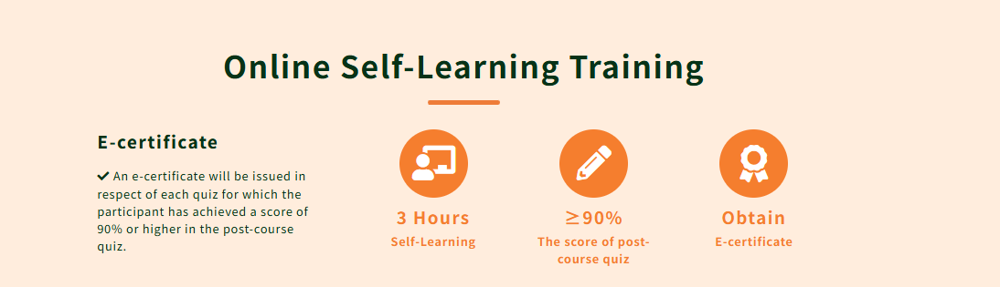 Online Self-Learning Training
E-certificate
✔ An e-certificate will be issued in
respect of each quiz for which the
participant has achieved a score of
90% or higher in the post-course
quiz.
3 Hours
Self-Learning
≥90%
The score of post-
course quiz
Obtain
E-certificate